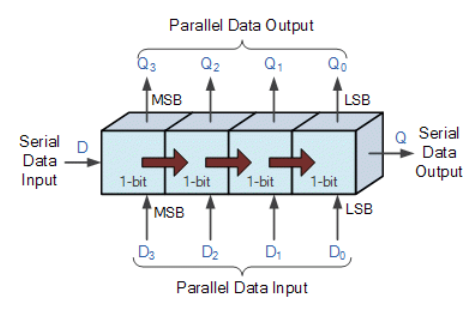 Parallel Data Output
Q3 Q2 Q1 Q0
MSB LSB
Serial Data Input D
Q Serial Data Output
1-bit 1-bit 1-bit 1-bit
MSB LSB
D3 D2 D1 D0
Parallel Data Input